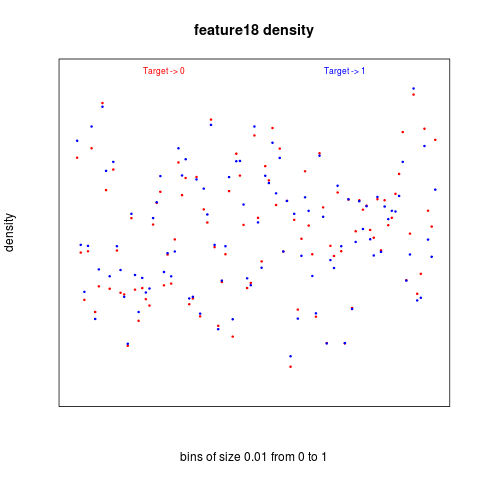 feature18 density
Target -> 0
Target -> 1
density
bins of size 0.01 from 0 to 1